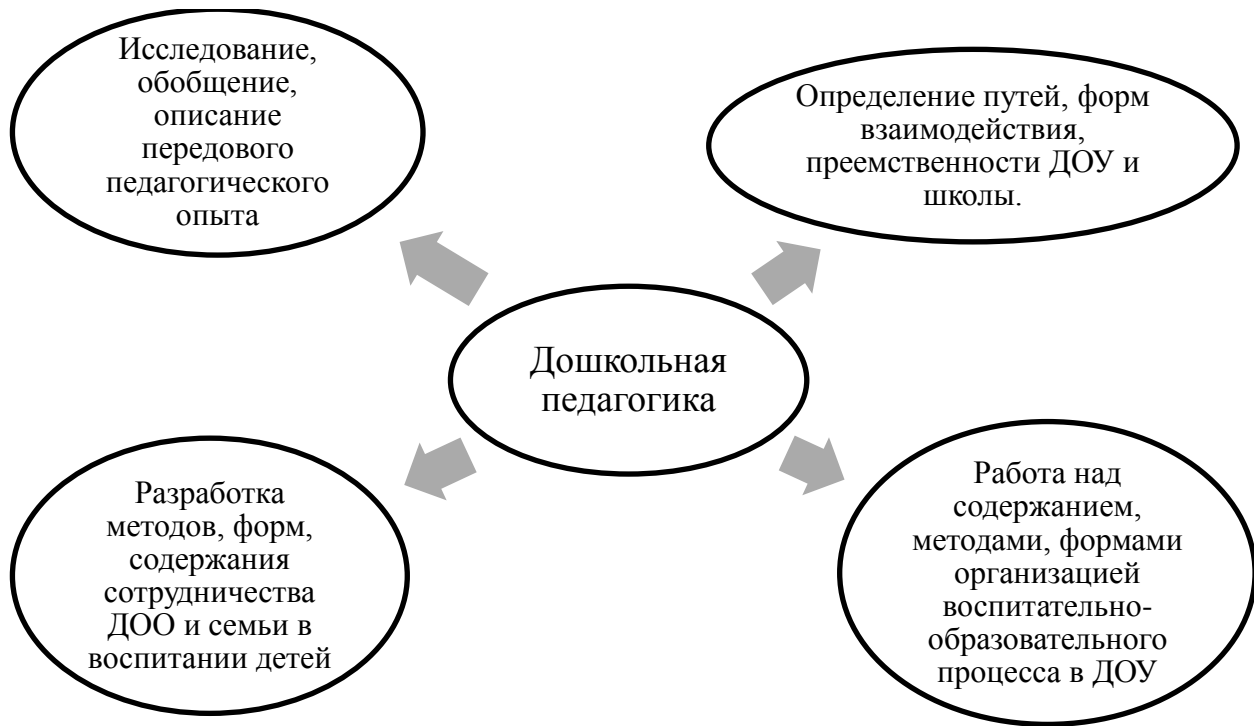 Исследование,
обобщение,
описание
передового
педагогического
опыта
Определение путей, форм
взаимодействия,
преемственности ДОУ и
школы.
Дошкольная
педагогика
Разработка
методов, форм,
содержания
сотрудничества
ДОО и семьи в
воспитании детей
Работа над
содержанием,
методами, формами
организацией
воспитательно-
образовательного
процесса в ДОУ